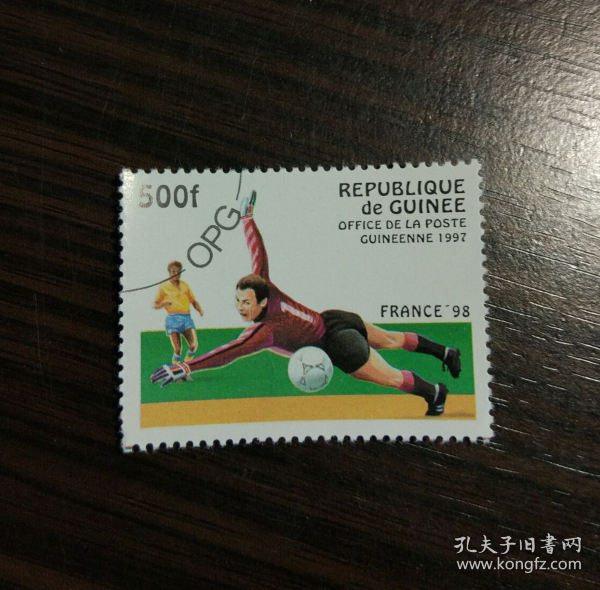 500f
OPG
REPUBLIQUE
de GUINEE
OFFICE DE LA POSTE
GUINEENNE 1997
FRANCE '98
1
孔夫子旧書网
www.kongfz.com